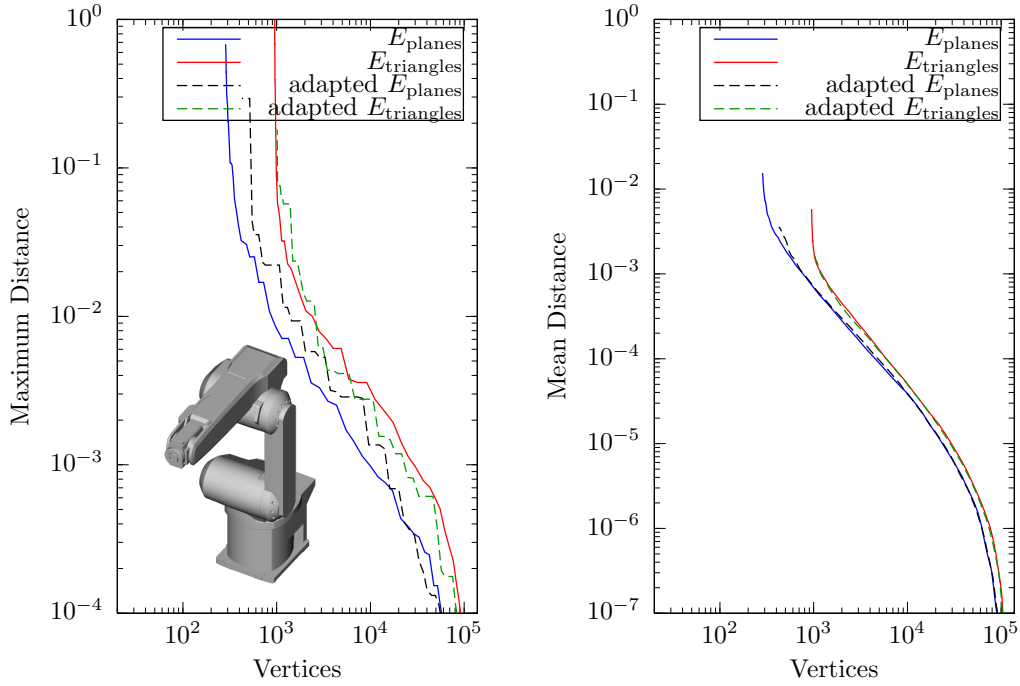 10^0
10^-1
10^-2
10^-3
10^-4
Maximum Distance
E_planes
E_triangles
adapted E_planes
adapted E_triangles
10^2 10^3 10^4 10^5
Vertices
10^0
10^-1
10^-2
10^-3
10^-4
10^-5
10^-6
10^-7
Mean Distance
E_planes
E_triangles
adapted E_planes
adapted E_triangles
10^2 10^3 10^4 10^5
Vertices